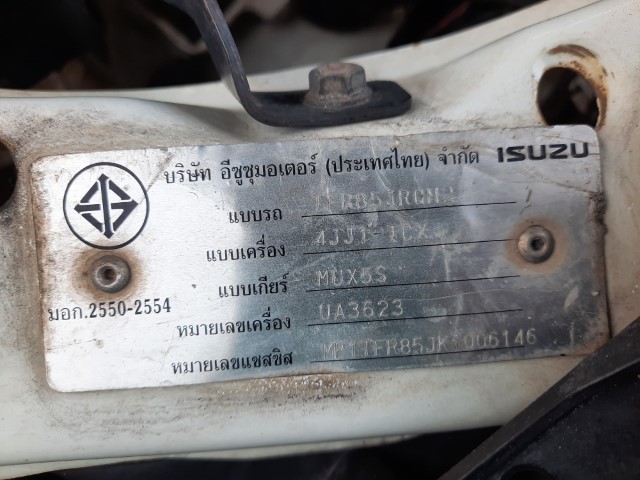 บริษัท อีซูซุมอเตอร์ (ประเทศไทย) จำกัด ISUZU
แบบรถ
แบบเครื่อง 4JJ1-TCX
แบบเกียร์ MUX5S
มอก.2550-2554
หมายเลขเครื่อง UA3623
หมายเลขแชสซิส